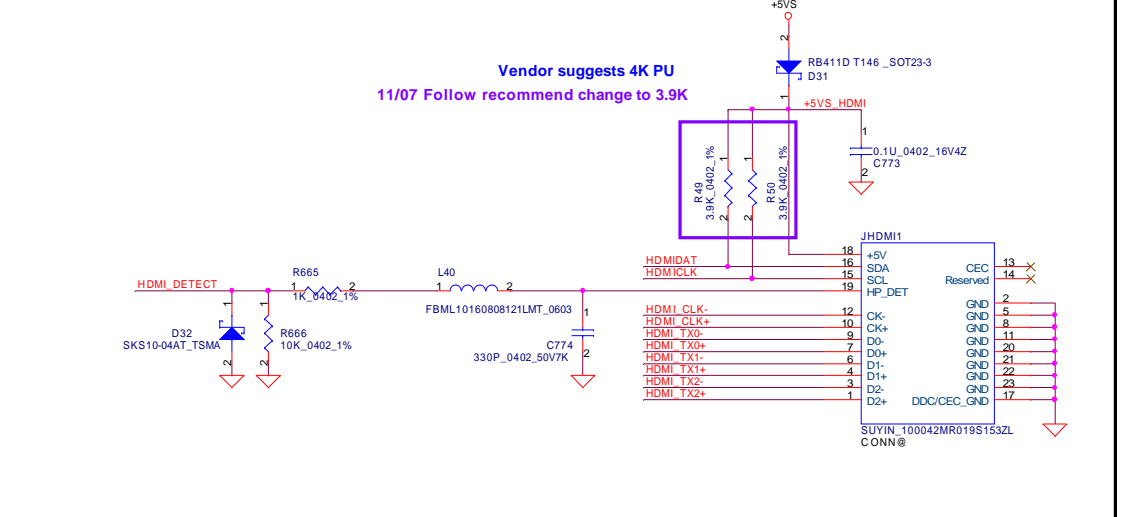 +5VS
2
RB411D T146 _SOT23-3
D31
1
Vendor suggests 4K PU
11/07 Follow recommend change to 3.9K
+5VS_HDMI
1
0.1U_0402_16V4Z
C773
2
R49
3.9K_0402_1%
1
2
R50
3.9K_0402_1%
1
2
JHDMI1
HDMIDAT
HDMICLK
18
16
15
19
+5V
SDA
SCL
HP_DET
CEC
Reserved
13
14
HDMI_DETECT
R665
1
2
1K_0402_1%
L40
1
2
FBML10160808121LMT_0603
1
D32
SKS10-04AT_TSMA
2
1
R666
10K_0402_1%
2
1
C774
2
330P_0402_50V7K
HDMI_CLK-
HDMI_CLK+
HDMI_TX0-
HDMI_TX0+
HDMI_TX1-
HDMI_TX1+
HDMI_TX2-
HDMI_TX2+
12
10
9
7
6
4
3
1
CK-
CK+
D0-
D0+
D1-
D1+
D2-
D2+
GND
GND
GND
GND
GND
GND
GND
GND
DDC/CEC_GND
2
5
8
11
20
21
22
23
17
SUYIN_100042MR019S153ZL
CONN@